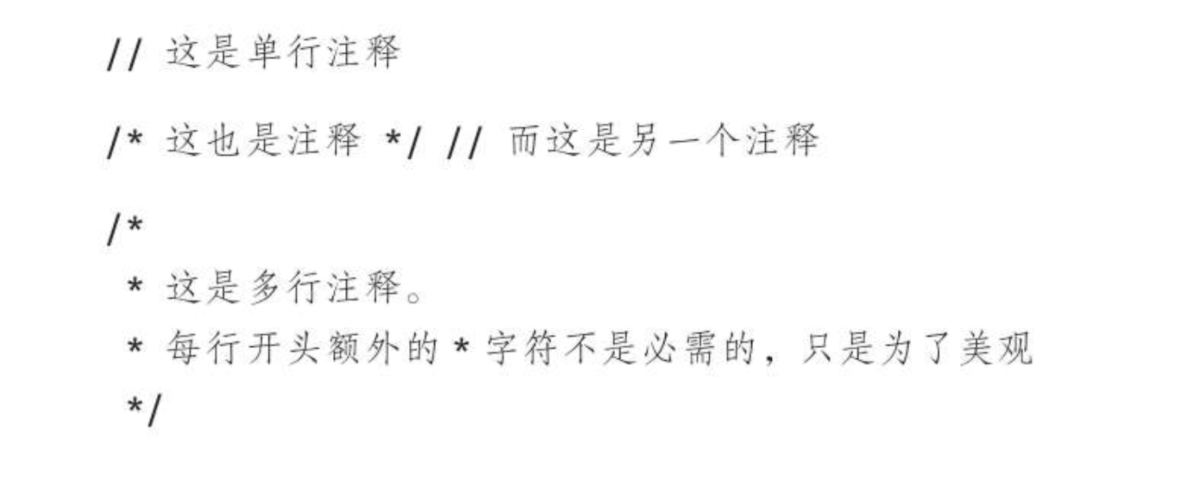 // 这是单行注释
/* 这也是注释 */ // 而这是另一个注释
/*
 * 这是多行注释。
 * 每行开头额外的 * 字符不是必需的，只是为了美观
 */